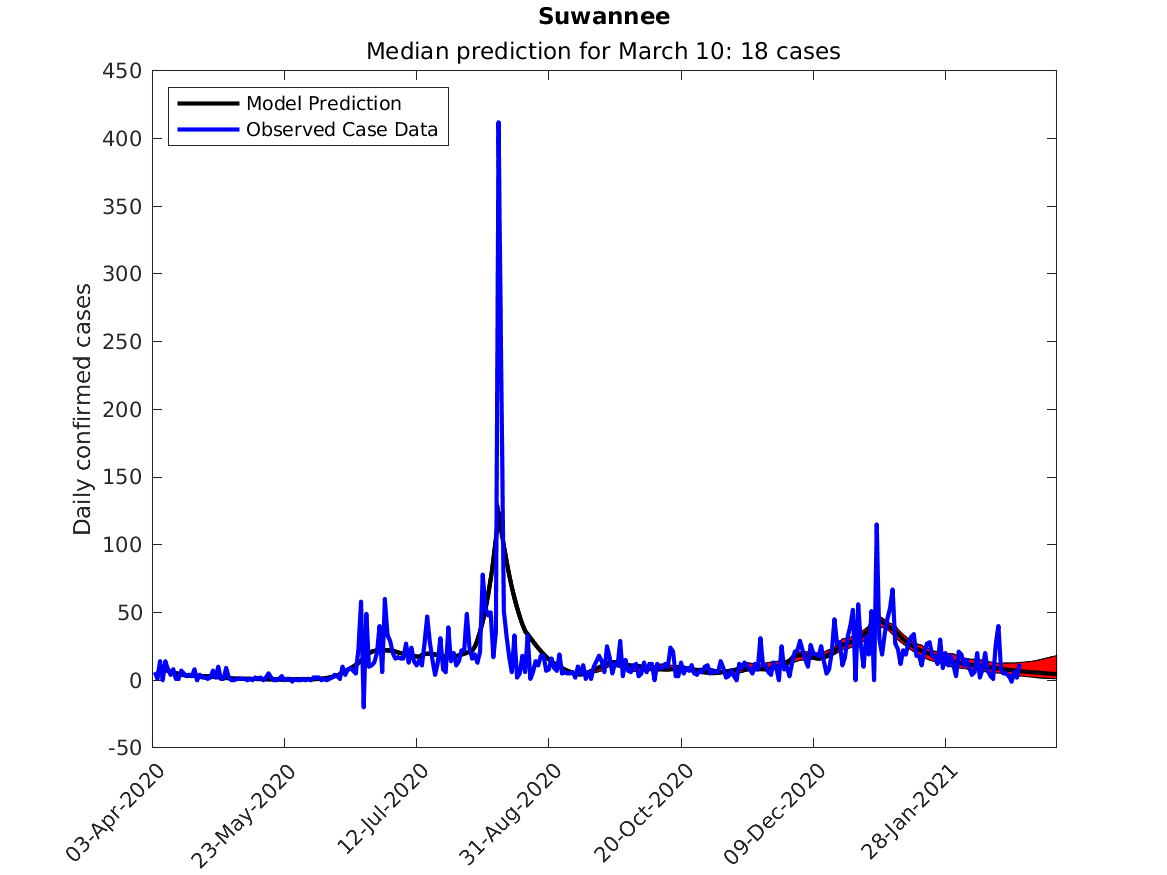 Suwannee
Median prediction for March 10: 18 cases
Model Prediction
Observed Case Data
Daily confirmed cases
450
400
350
300
250
200
150
100
50
0
-50
03-Apr-2020
23-May-2020
12-Jul-2020
31-Aug-2020
20-Oct-2020
09-Dec-2020
28-Jan-2021